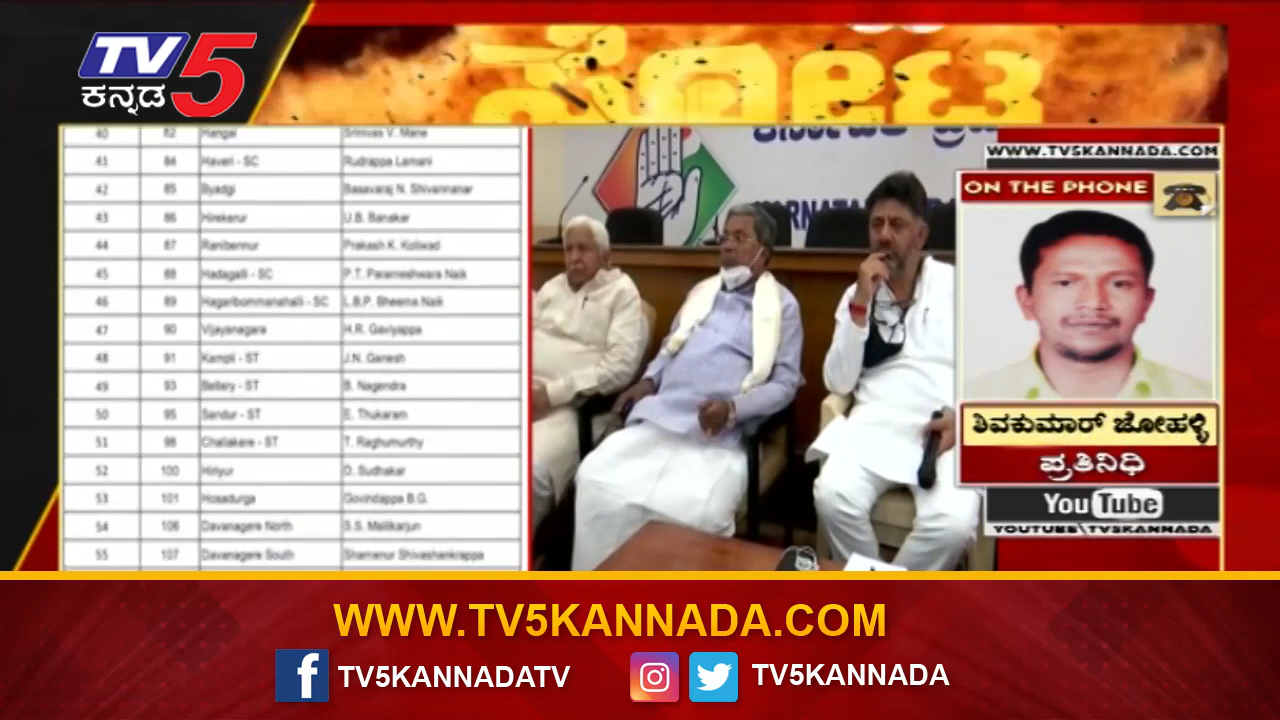 TV5
ಕನ್ನಡ
40 82 Hangal Srinivas V. Mane
41 84 Haveri - SC Rudrappa Lamani
42 85 Byadgi Basavaraj N. Shivannanar
43 86 Hirekerur U.B. Banakar
44 87 Ranibennur Prakash K. Koliwad
45 88 Hadagalli - SC P.T. Parameshwara Naik
46 89 Hagaribommanahalli - SC L.B.P. Bheema Naik
47 90 Vijayanagara H.R. Gaviyappa
48 91 Kampli - ST J.N. Ganesh
49 93 Bellary - ST B. Nagendra
50 95 Sandur - ST E. Thukaram
51 98 Challakere - ST T. Raghumurthy
52 100 Hiriyur D. Sudhakar
53 101 Hosadurga Govindappa B.G.
54 106 Davanagere North S.S. Mallikarjun
55 107 Davanagere South Shamanur Shivashankrappa
WWW.TV5KANNADA.COM
ON THE PHONE
ಶಿವಕುಮಾರ್ ಜೋಹಳ್ಳಿ
ಪ್ರತಿನಿಧಿ
YouTube
YOUTUBE\TV5KANNADA
WWW.TV5KANNADA.COM
TV5KANNADATV
TV5KANNADA